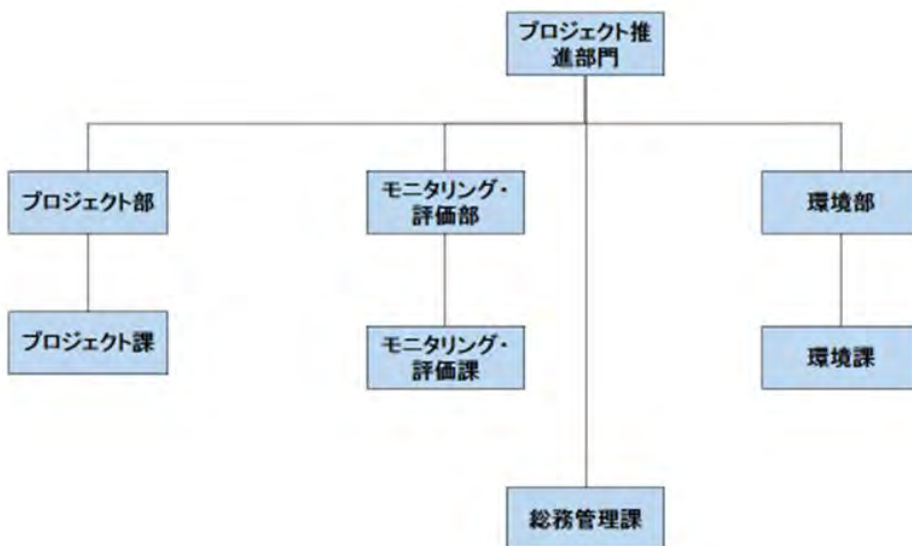 プロジェクト推
進部門
プロジェクト部
モニタリング・
評価部
環境部
プロジェクト課
モニタリング・
評価課
環境課
総務管理課